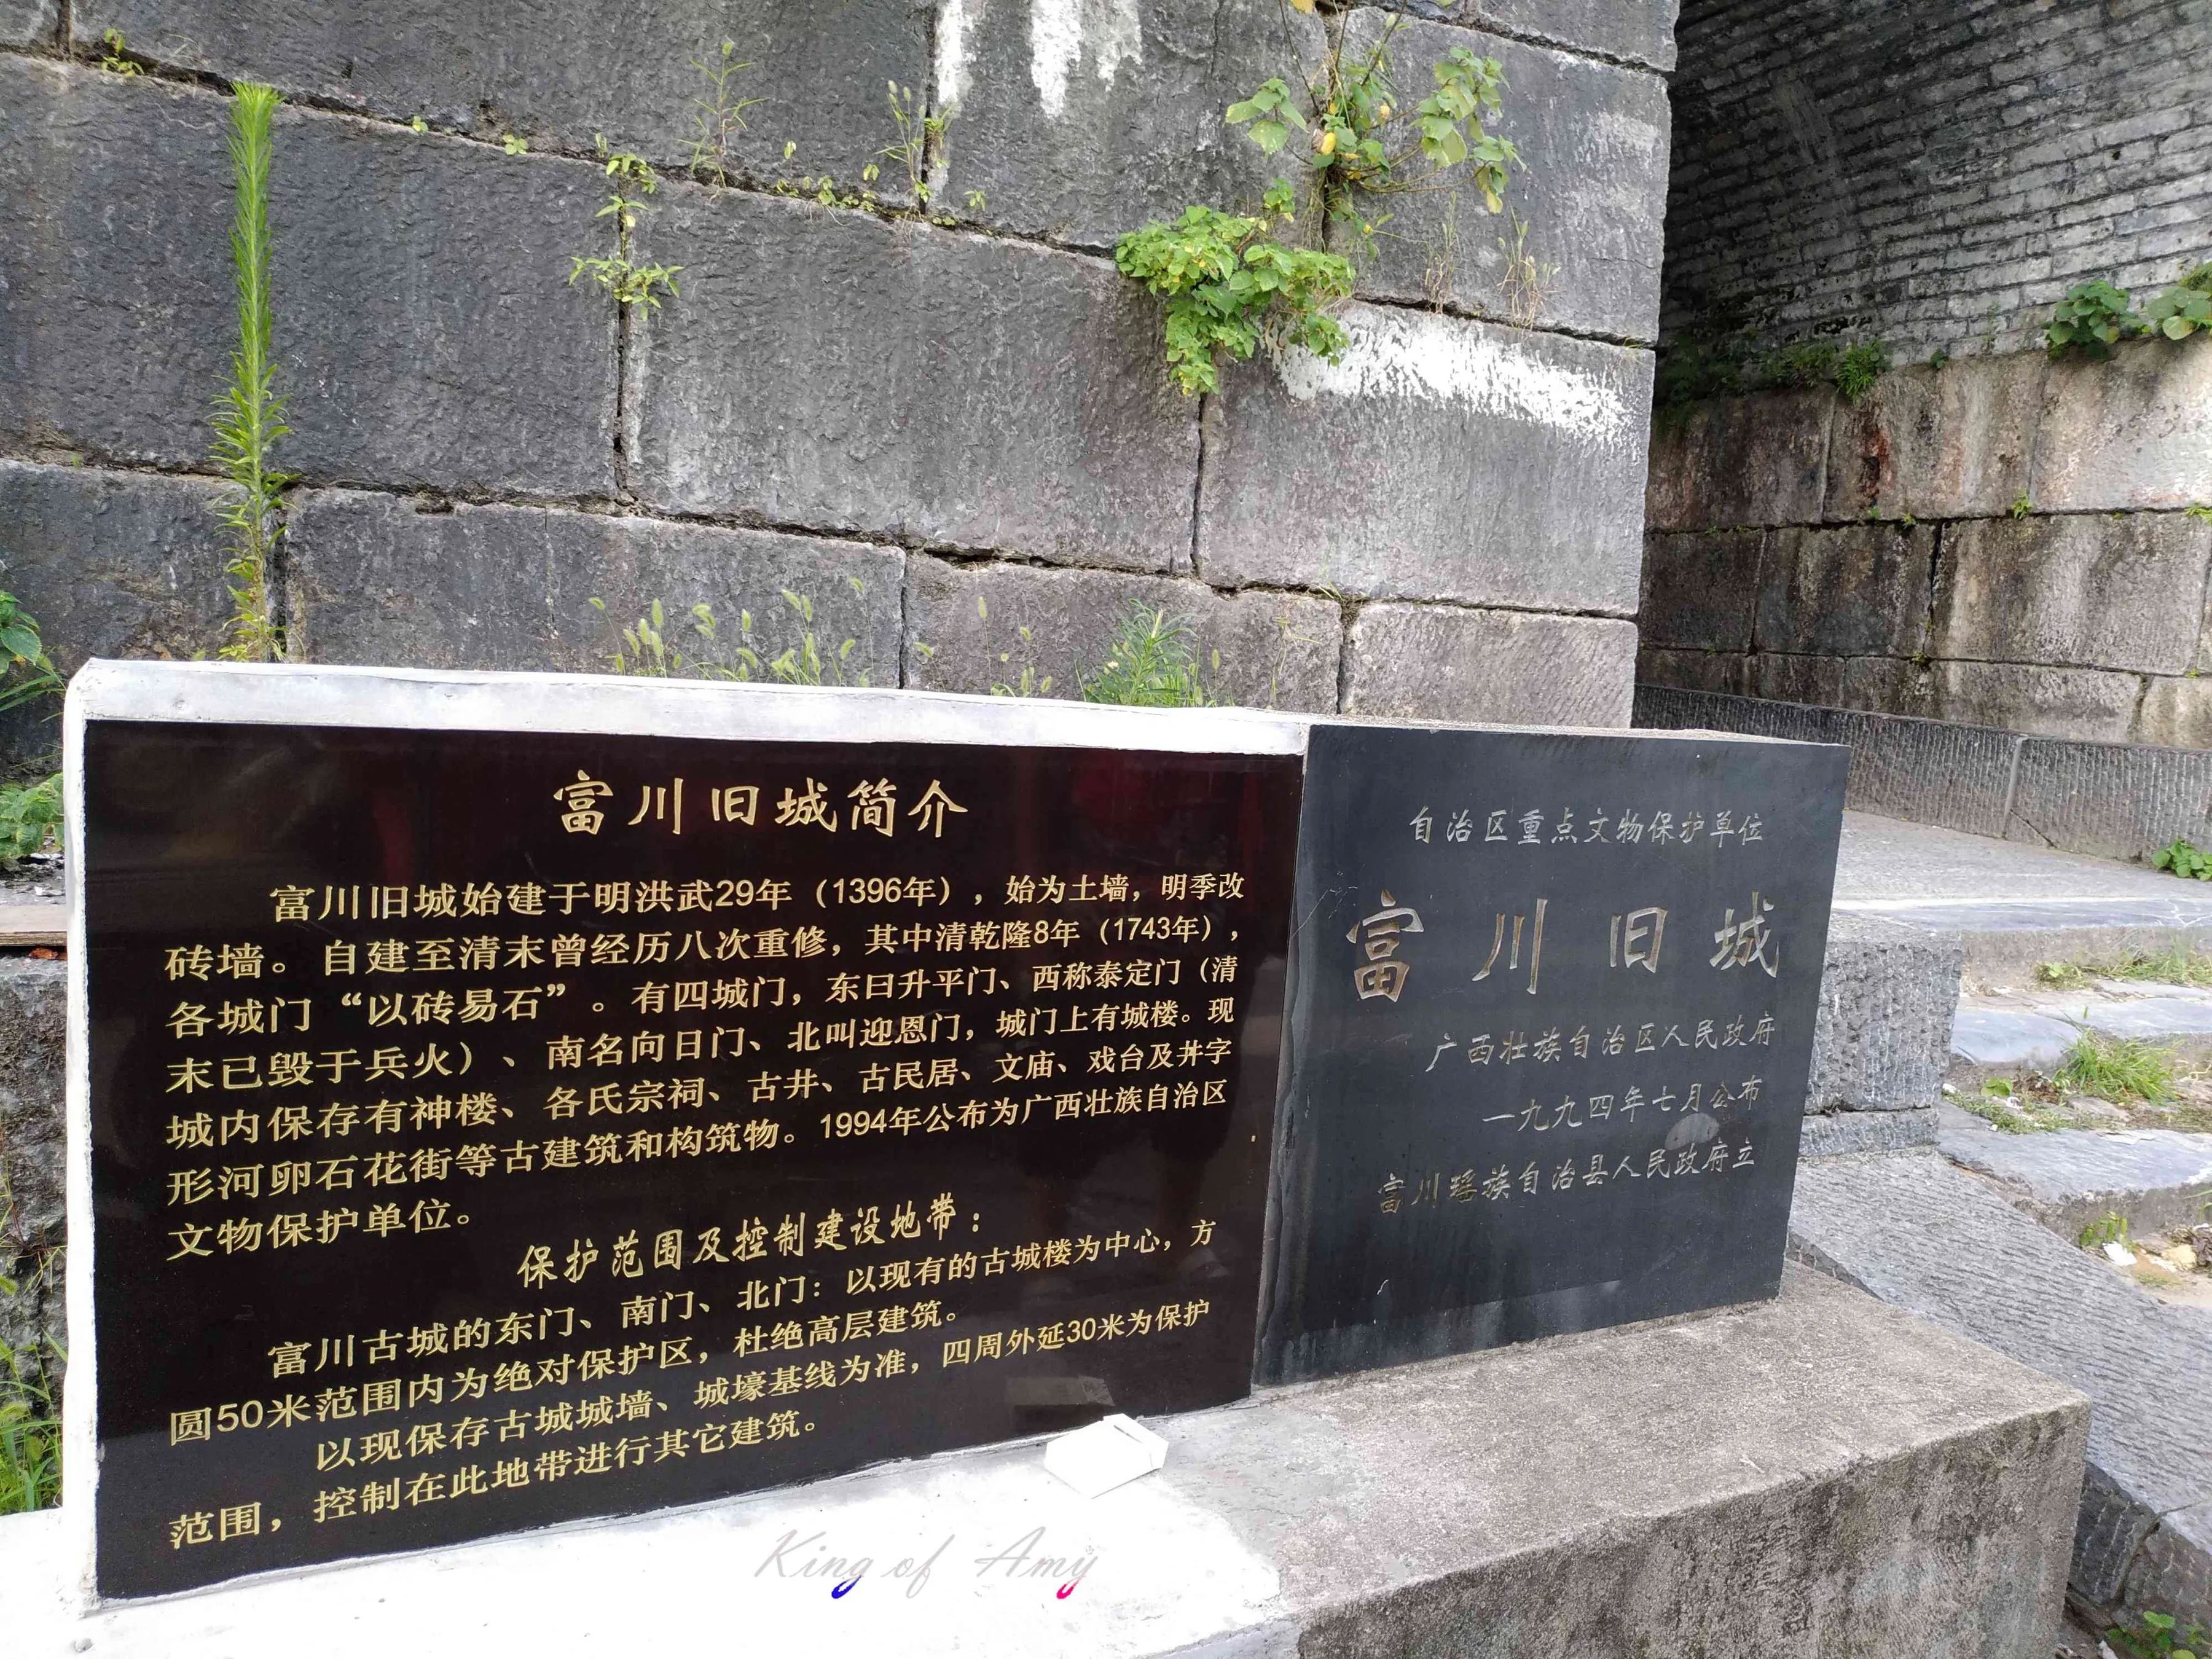 富川旧城简介
富川旧城始建于明洪武29年（1396年），始为土墙，明季改
砖墙。自建至清末曾经历八次重修，其中清乾隆8年（1743年），
各城门“以砖易石”。有四城门，东曰升平门、西称泰定门（清
末已毁于兵火）、南名向日门、北叫迎恩门，城门上有城楼。现
城内保存有神楼、各氏宗祠、古井、古民居、文庙、戏台及井字
形河卵石花街等古建筑和构筑物。1994年公布为广西壮族自治区
文物保护单位。
保护范围及控制建设地带：
富川古城的东门、南门、北门：以现有的古城楼为中心，方
圆50米范围内为绝对保护区，杜绝高层建筑。
以现保存古城城墙、城壕基线为准，四周外延30米为保护
范围，控制在此地带进行其它建筑。
自治区重点文物保护单位
富川旧城
广西壮族自治区人民政府
一九九四年七月公布
富川瑶族自治县人民政府立
King of Amy